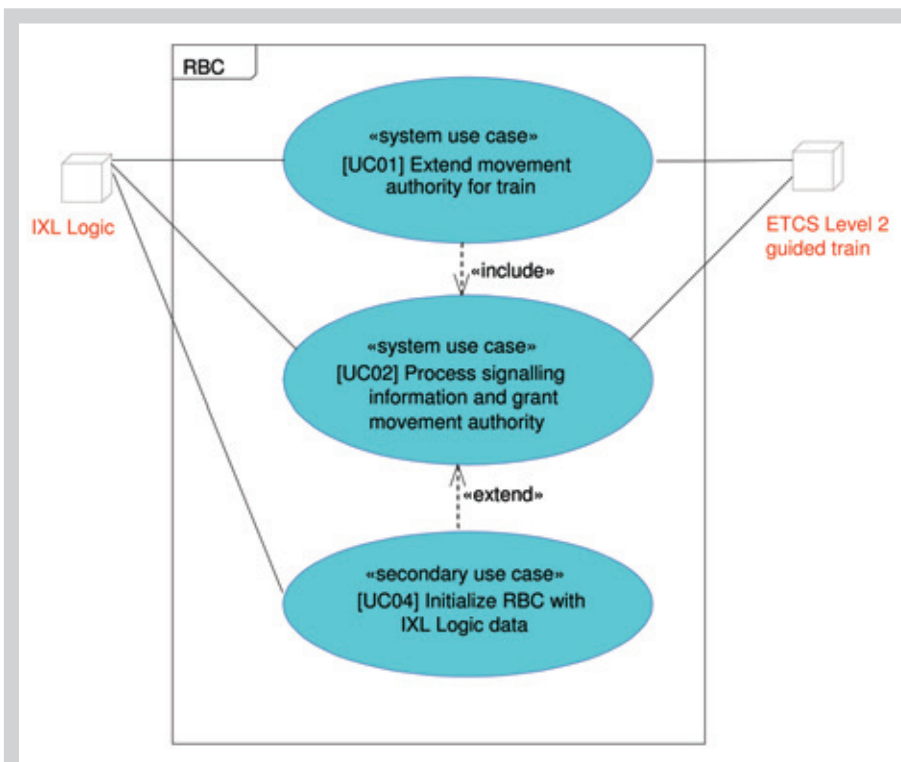 RBC
«system use case»
[UC01] Extend movement
authority for train
IXL Logic
ETCS Level 2
guided train
«include»
«system use case»
[UC02] Process signalling
information and grant
movement authority
«extend»
«secondary use case»
[UC04] Initialize RBC with
IXL Logic data